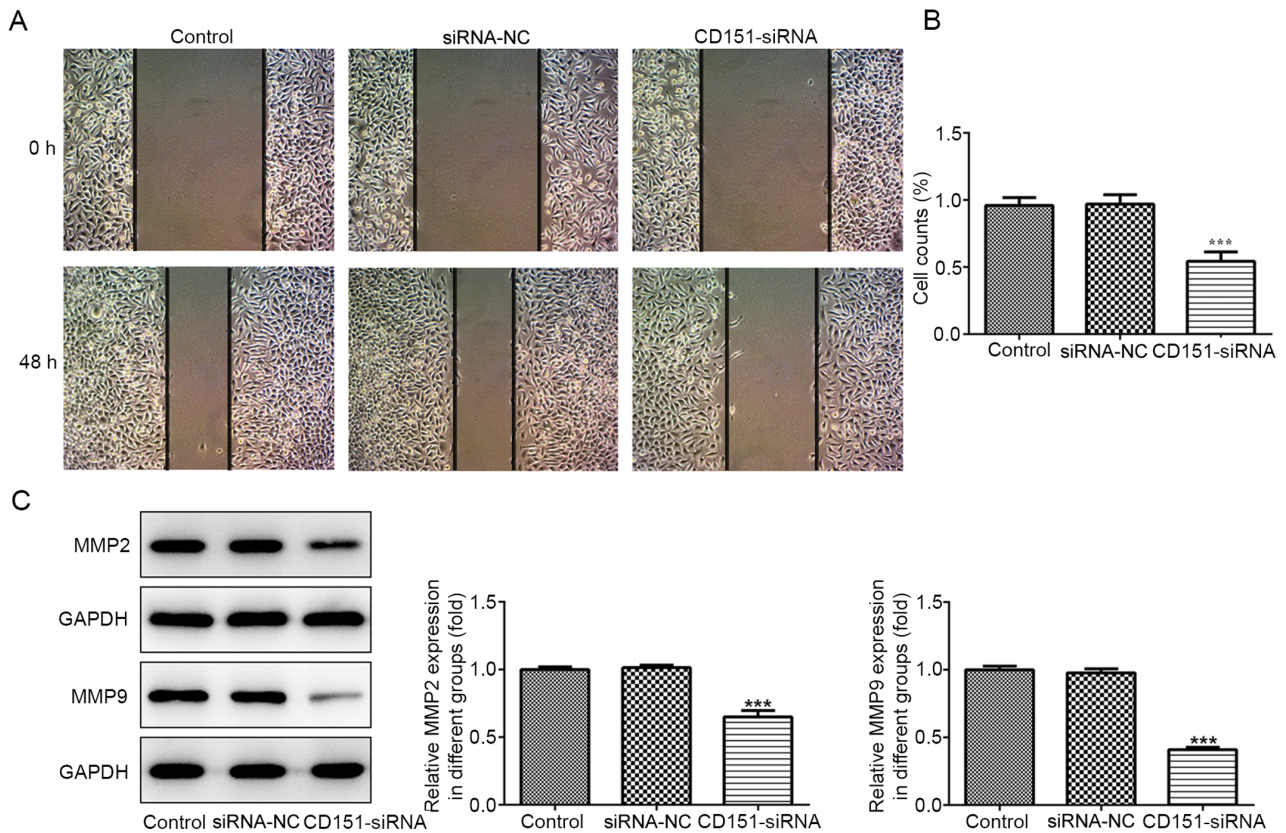 A
Control
siRNA-NC
CD151-siRNA
0 h
48 h
B
Cell counts (%)
1.5
1.0
0.5
0.0
Control
siRNA-NC
CD151-siRNA
***
C
MMP2
GAPDH
MMP9
GAPDH
Control siRNA-NC CD151-siRNA
Relative MMP2 expression
in different groups (fold)
1.5
1.0
0.5
0.0
***
Control
siRNA-NC
CD151-siRNA
Relative MMP9 expression
in different groups (fold)
1.5
1.0
0.5
0.0
***
Control
siRNA-NC
CD151-siRNA